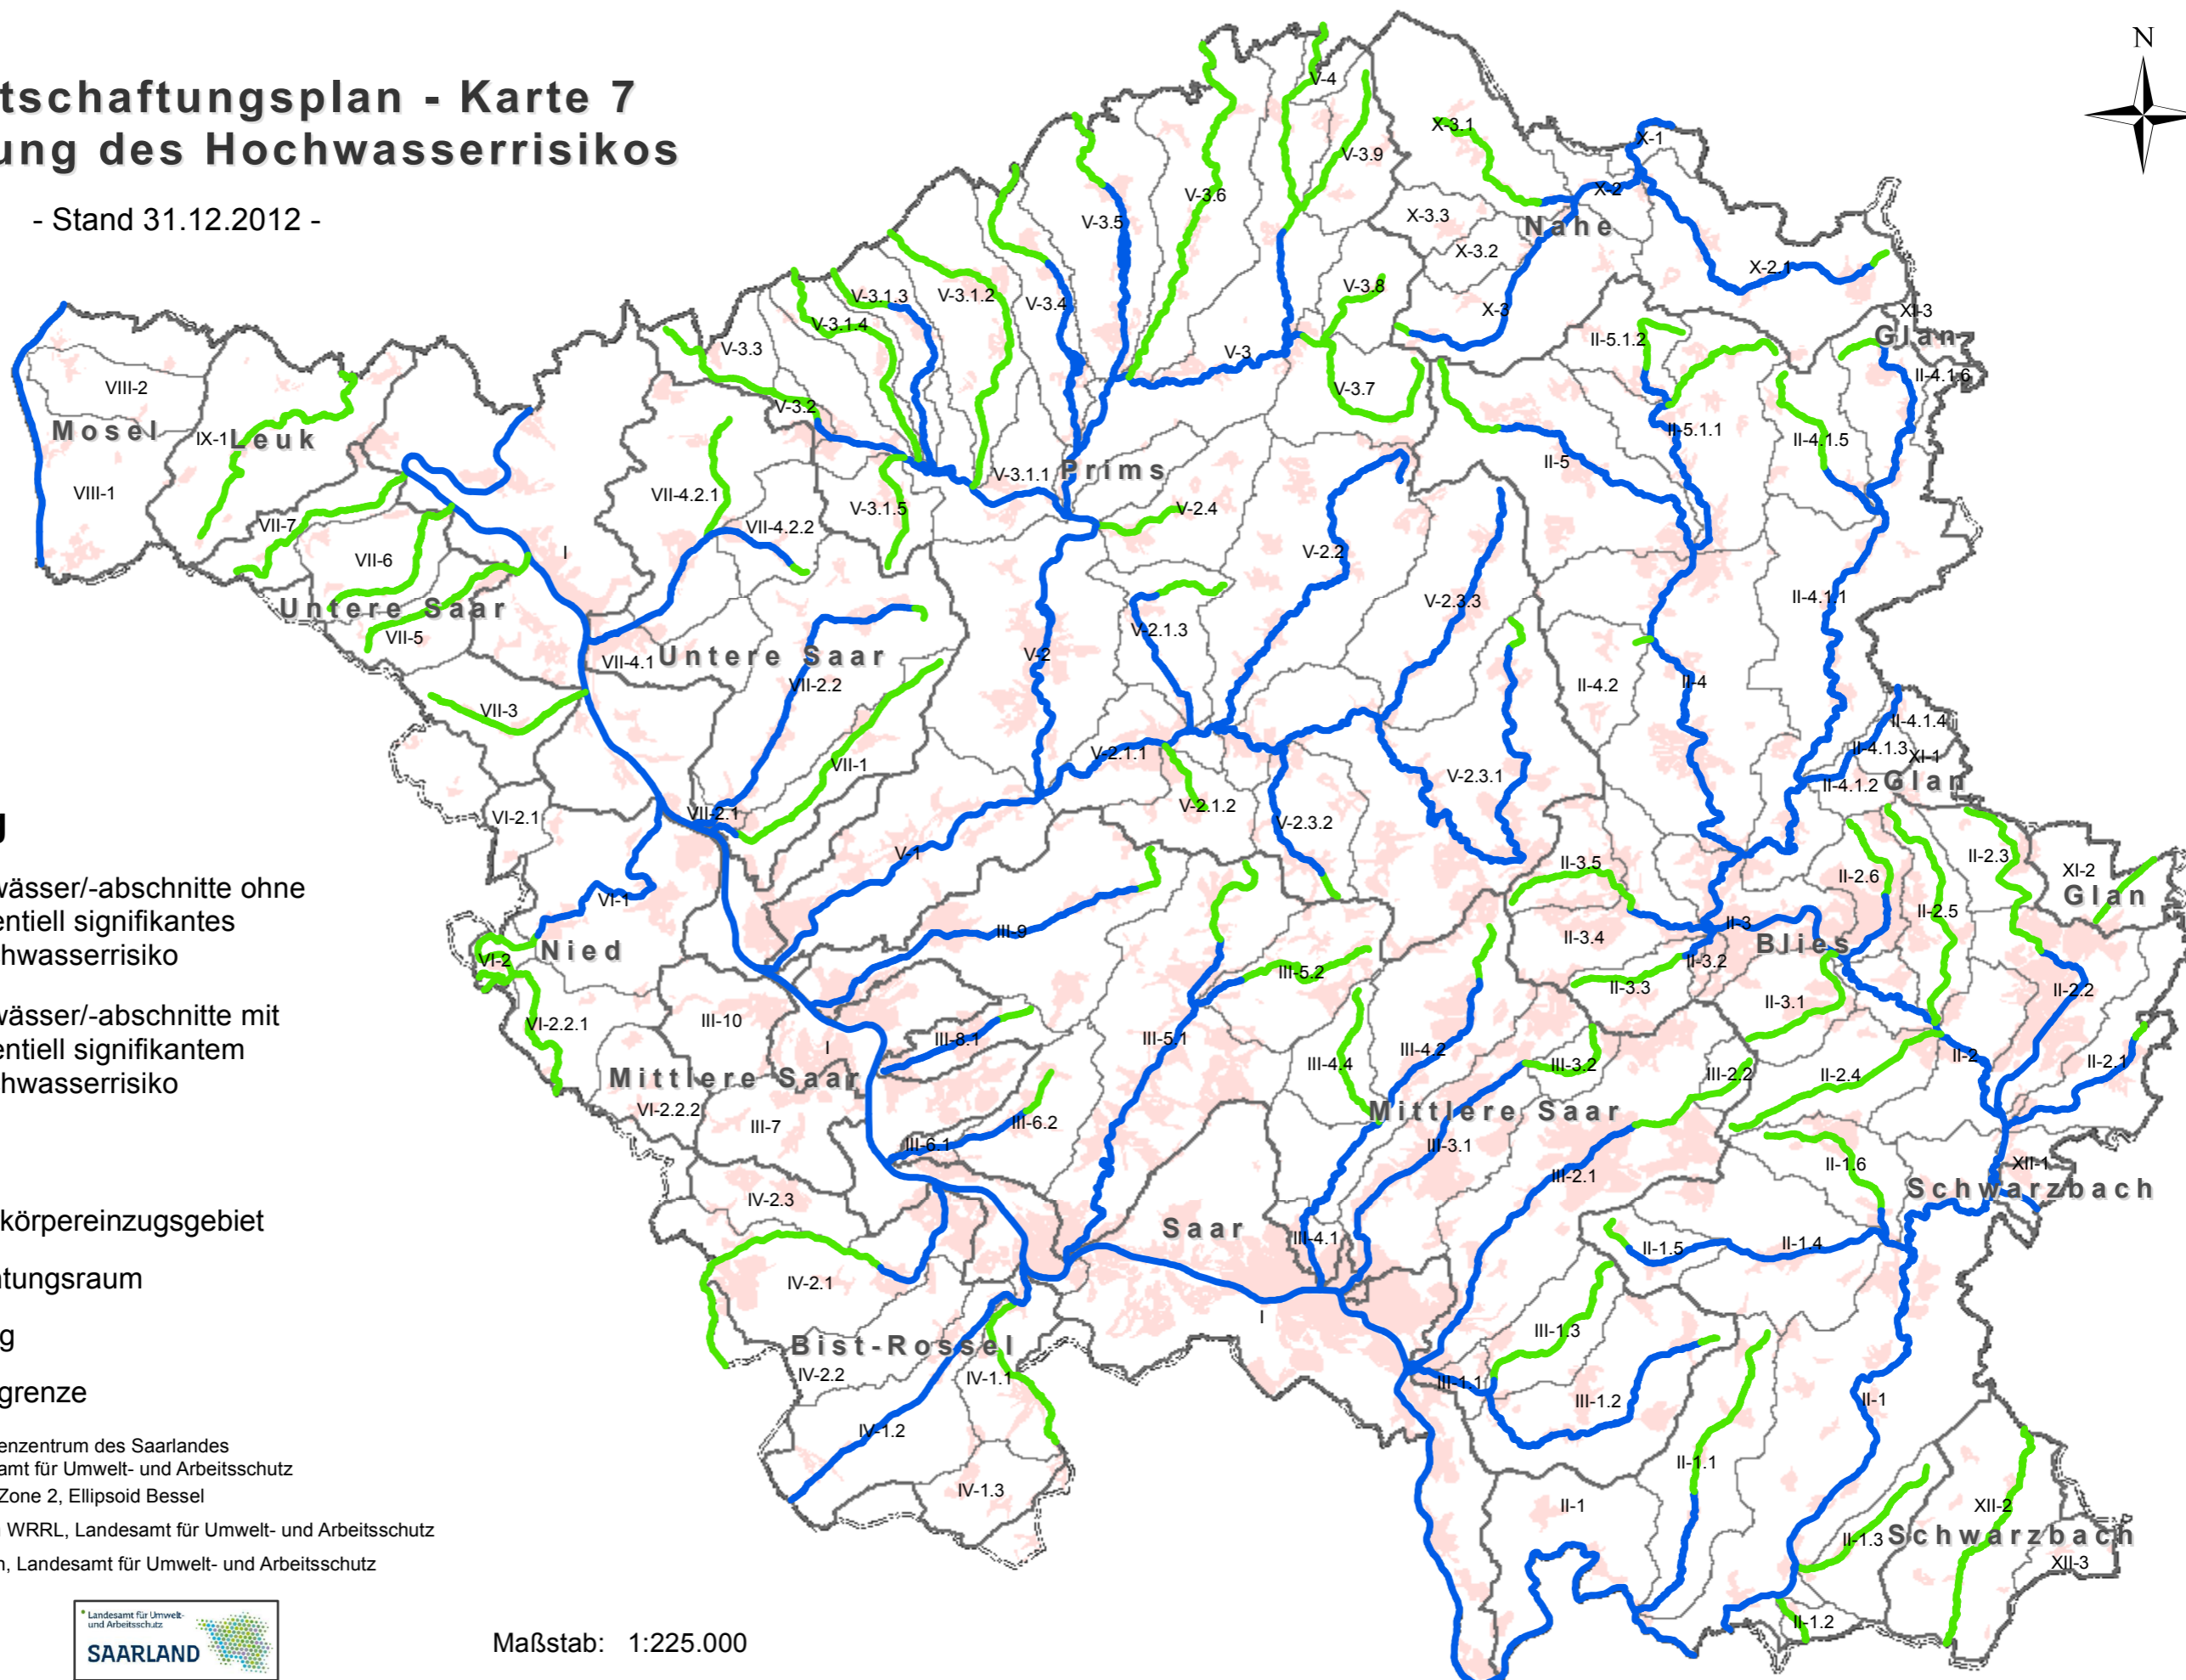 tschaftungsplan - Karte 7
ung des Hochwasserrisikos
- Stand 31.12.2012 -
N
V-4
X-3.1
X-1
V-3.9
X-2
V-3.6
V-3.5
X-3.3
Nahe
X-3.2
X-2.1
V-3.8
V-3.1.3
V-3.1.2
V-3.4
X-3
XI-3
V-3.1.4
Glan
II-5.1.2
V-3.3
V-3
II-4.1.6
VIII-2
V-3.7
V-3.2
Mosel
IX-1
Leuk
II-5.1.1
II-4.1.5
II-5
Prims
V-3.1.1
VIII-1
VII-4.2.1
V-3.1.5
V-2.4
VII-7
VII-4.2.2
I
V-2.2
VII-6
II-4.1.1
V-2.3.3
Untere Saar
VII-5
V-2.1.3
VII-4.1
Untere Saar
V-2
VII-2.2
II-4.2
II-4
VII-3
II-4.1.4
II-4.1.3
XI-1
V-2.1.1
VII-1
V-2.3.1
Glan
II-4.1.2
V-2.1.2
VII-2.1
VI-2.1
V-2.3.2
g
V-1
II-3.5
II-2.3
XI-2
II-2.6
wässer/-abschnitte ohne
Glan
VI-1
II-2.5
entiell signifikantes
II-3
III-9
II-3.4
Blies
Nied
chwasserrisiko
VI-2
II-3.2
III-5.2
II-3.3
II-2.2
II-3.1
wässer/-abschnitte mit
VI-2.2.1
III-10
III-8.1
III-5.1
I
III-4.2
entiell signifikantem
II-2
II-2.1
III-4.4
III-3.2
III-2.2
II-2.4
chwasserrisiko
Mittlere Saar
VI-2.2.2
Mittlere Saar
III-7
III-6.2
III-6.1
III-3.1
II-1.6
XII-1
III-2.1
Schwarzbach
IV-2.3
körpereinzugsgebiet
Saar
III-4.1
II-1.5
II-1.4
htungsraum
IV-2.1
I
III-1.3
g
Bist-Rossel
IV-2.2
IV-1.1
III-1.1
grenze
III-1.2
II-1
IV-1.2
enzentrum des Saarlandes
II-1.1
amt für Umwelt- und Arbeitsschutz
IV-1.3
Zone 2, Ellipsoid Bessel
II-1
XII-2
WRRL, Landesamt für Umwelt- und Arbeitsschutz
II-1.3
Schwarzbach
XII-3
n, Landesamt für Umwelt- und Arbeitsschutz
II-1.2
Landesamt für Umwelt-
und Arbeitsschutz
SAARLAND
Maßstab: 1:225.000